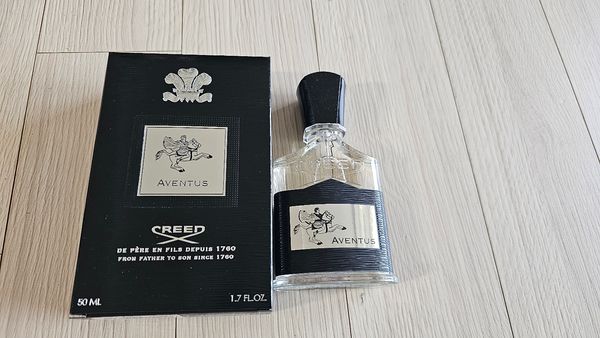 AVENTUS
CREED
DE PÈRE EN FILS DEPUIS 1760
FROM FATHER TO SON SINCE 1760
50 ML 1.7 FL.OZ.
CREED
AVENTUS